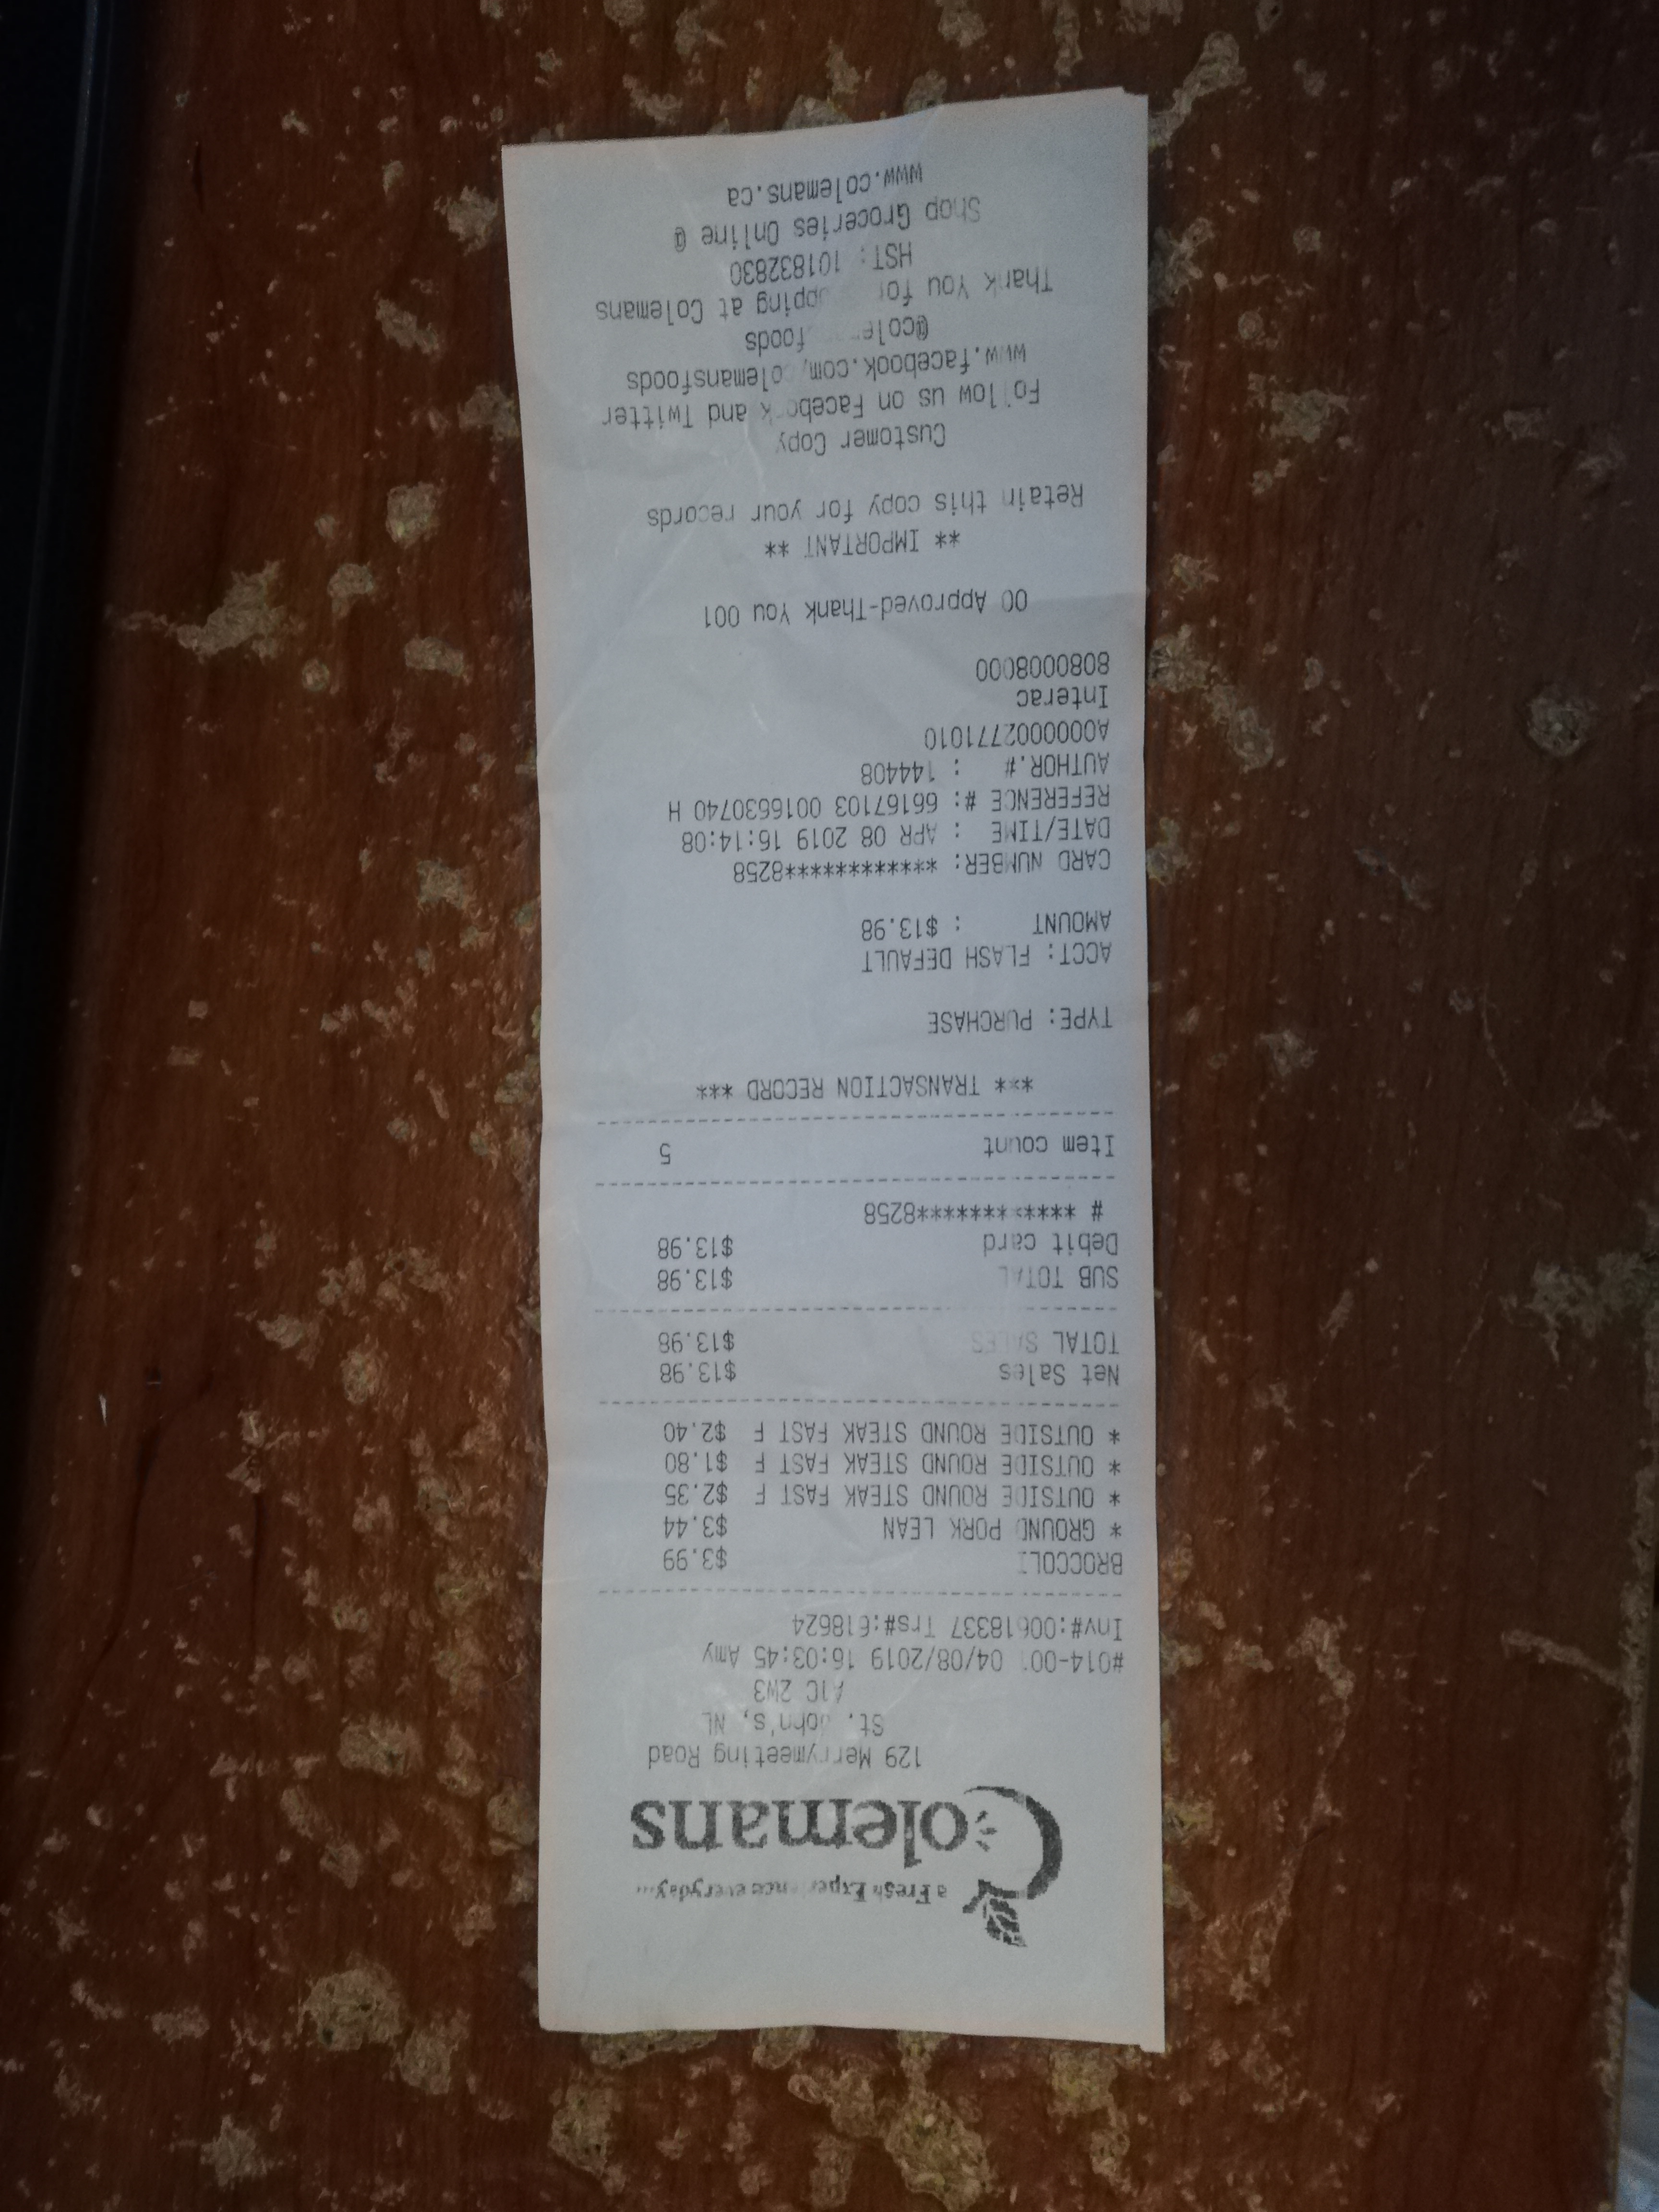 a Fresh Experience everyday...
Colemans
129 Merrymeeting Road
St. John's, NL
A1C 2W3
#014-001 04/08/2019 16:03:45 Amy
Inv#:00618337 Trs#:618624
BROCCOLI $3.99
* GROUND PORK LEAN $3.44
* OUTSIDE ROUND STEAK FAST F $2.35
* OUTSIDE ROUND STEAK FAST F $1.80
* OUTSIDE ROUND STEAK FAST F $2.40
Net Sales $13.98
TOTAL SALES $13.98
SUB TOTAL $13.98
Debit card $13.98
# ************8258
Item count 5
*** TRANSACTION RECORD ***
TYPE: PURCHASE
ACCT: FLASH DEFAULT
AMOUNT : $13.98
CARD NUMBER: ************8258
DATE/TIME : APR 08 2019 16:14:08
REFERENCE #: 66167103 0016630740 H
AUTHOR.# : 144408
A0000002771010
Interac
8080008000
00 Approved-Thank You 001
** IMPORTANT **
Retain this copy for your records
Customer Copy
Follow us on Facebook and Twitter
www.facebook.com/colemansfoods
@colemansfoods
Thank You for shopping at Colemans
HST: 101832830
Shop Groceries Online @
www.colemans.ca